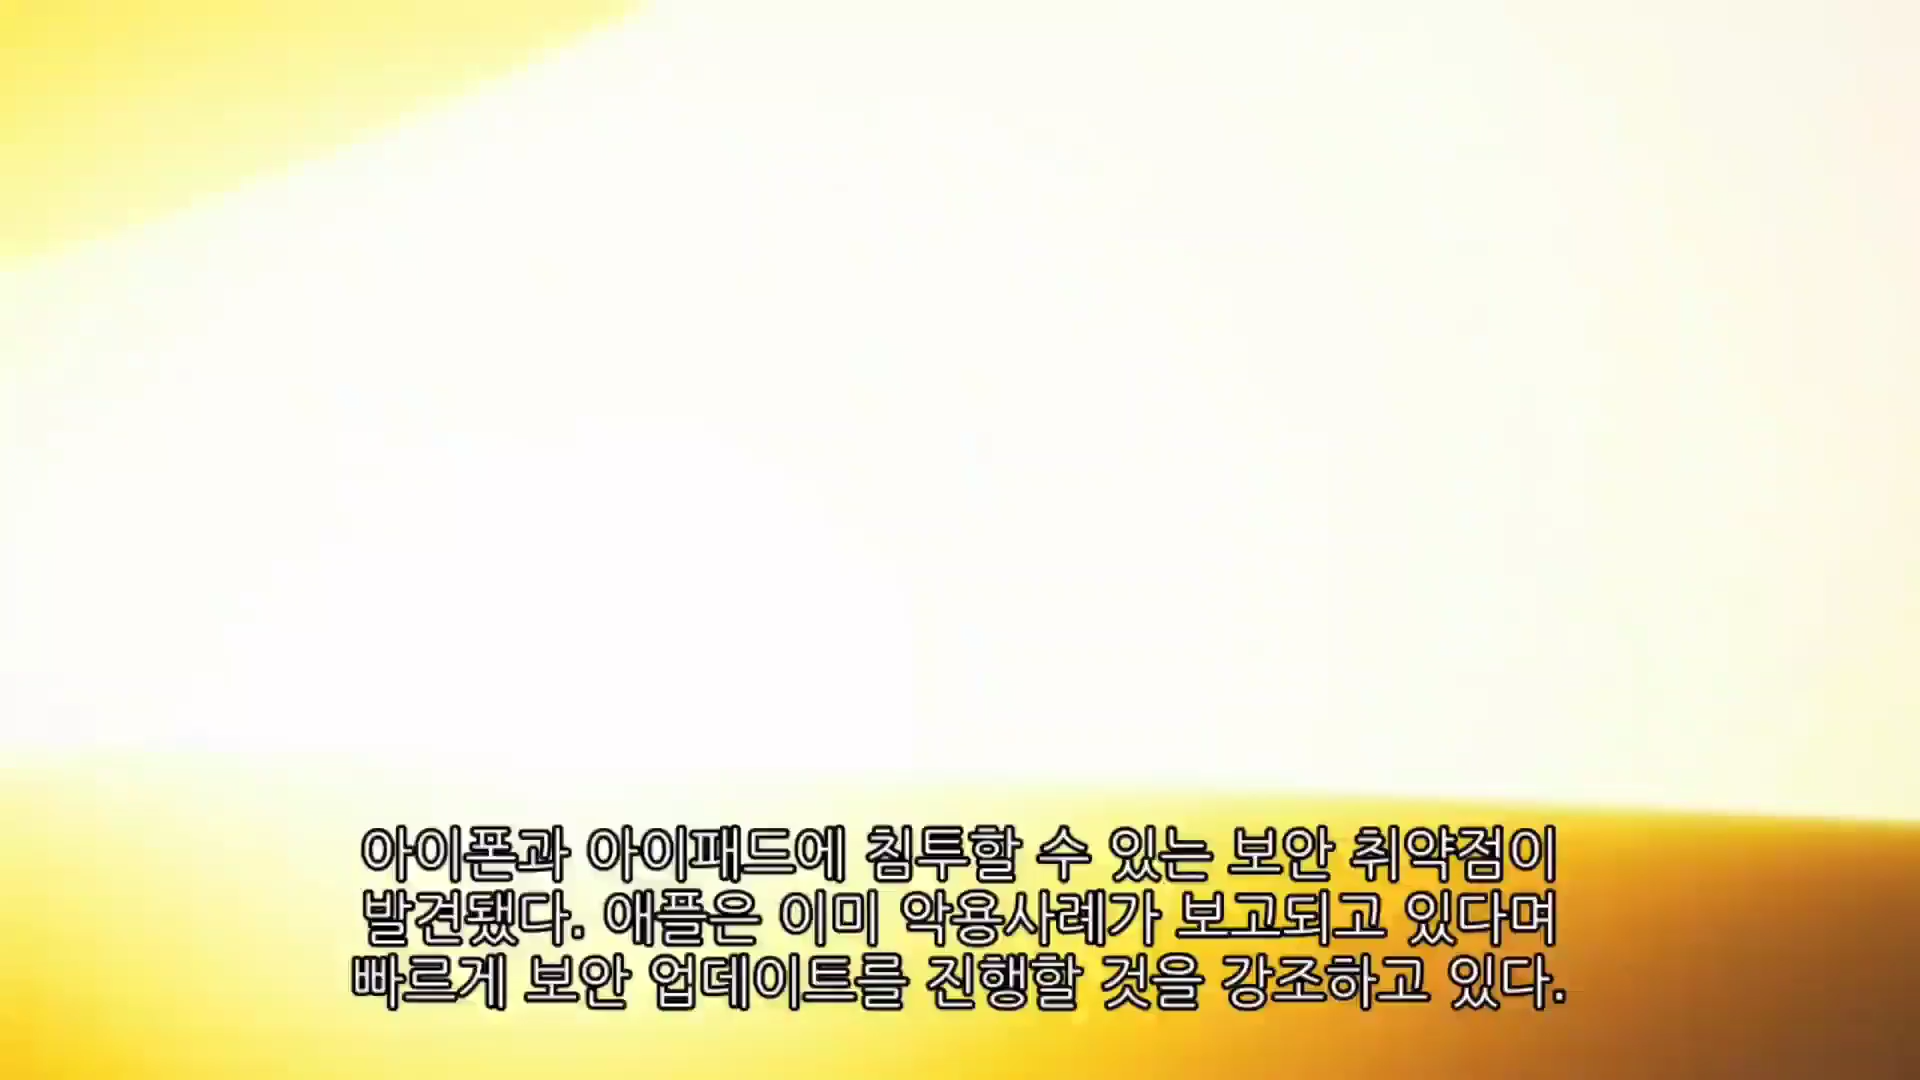 아이폰과 아이패드에 침투할 수 있는 보안 취약점이
발견됐다. 애플은 이미 악용사례가 보고되고 있다며
빠르게 보안 업데이트를 진행할 것을 강조하고 있다.